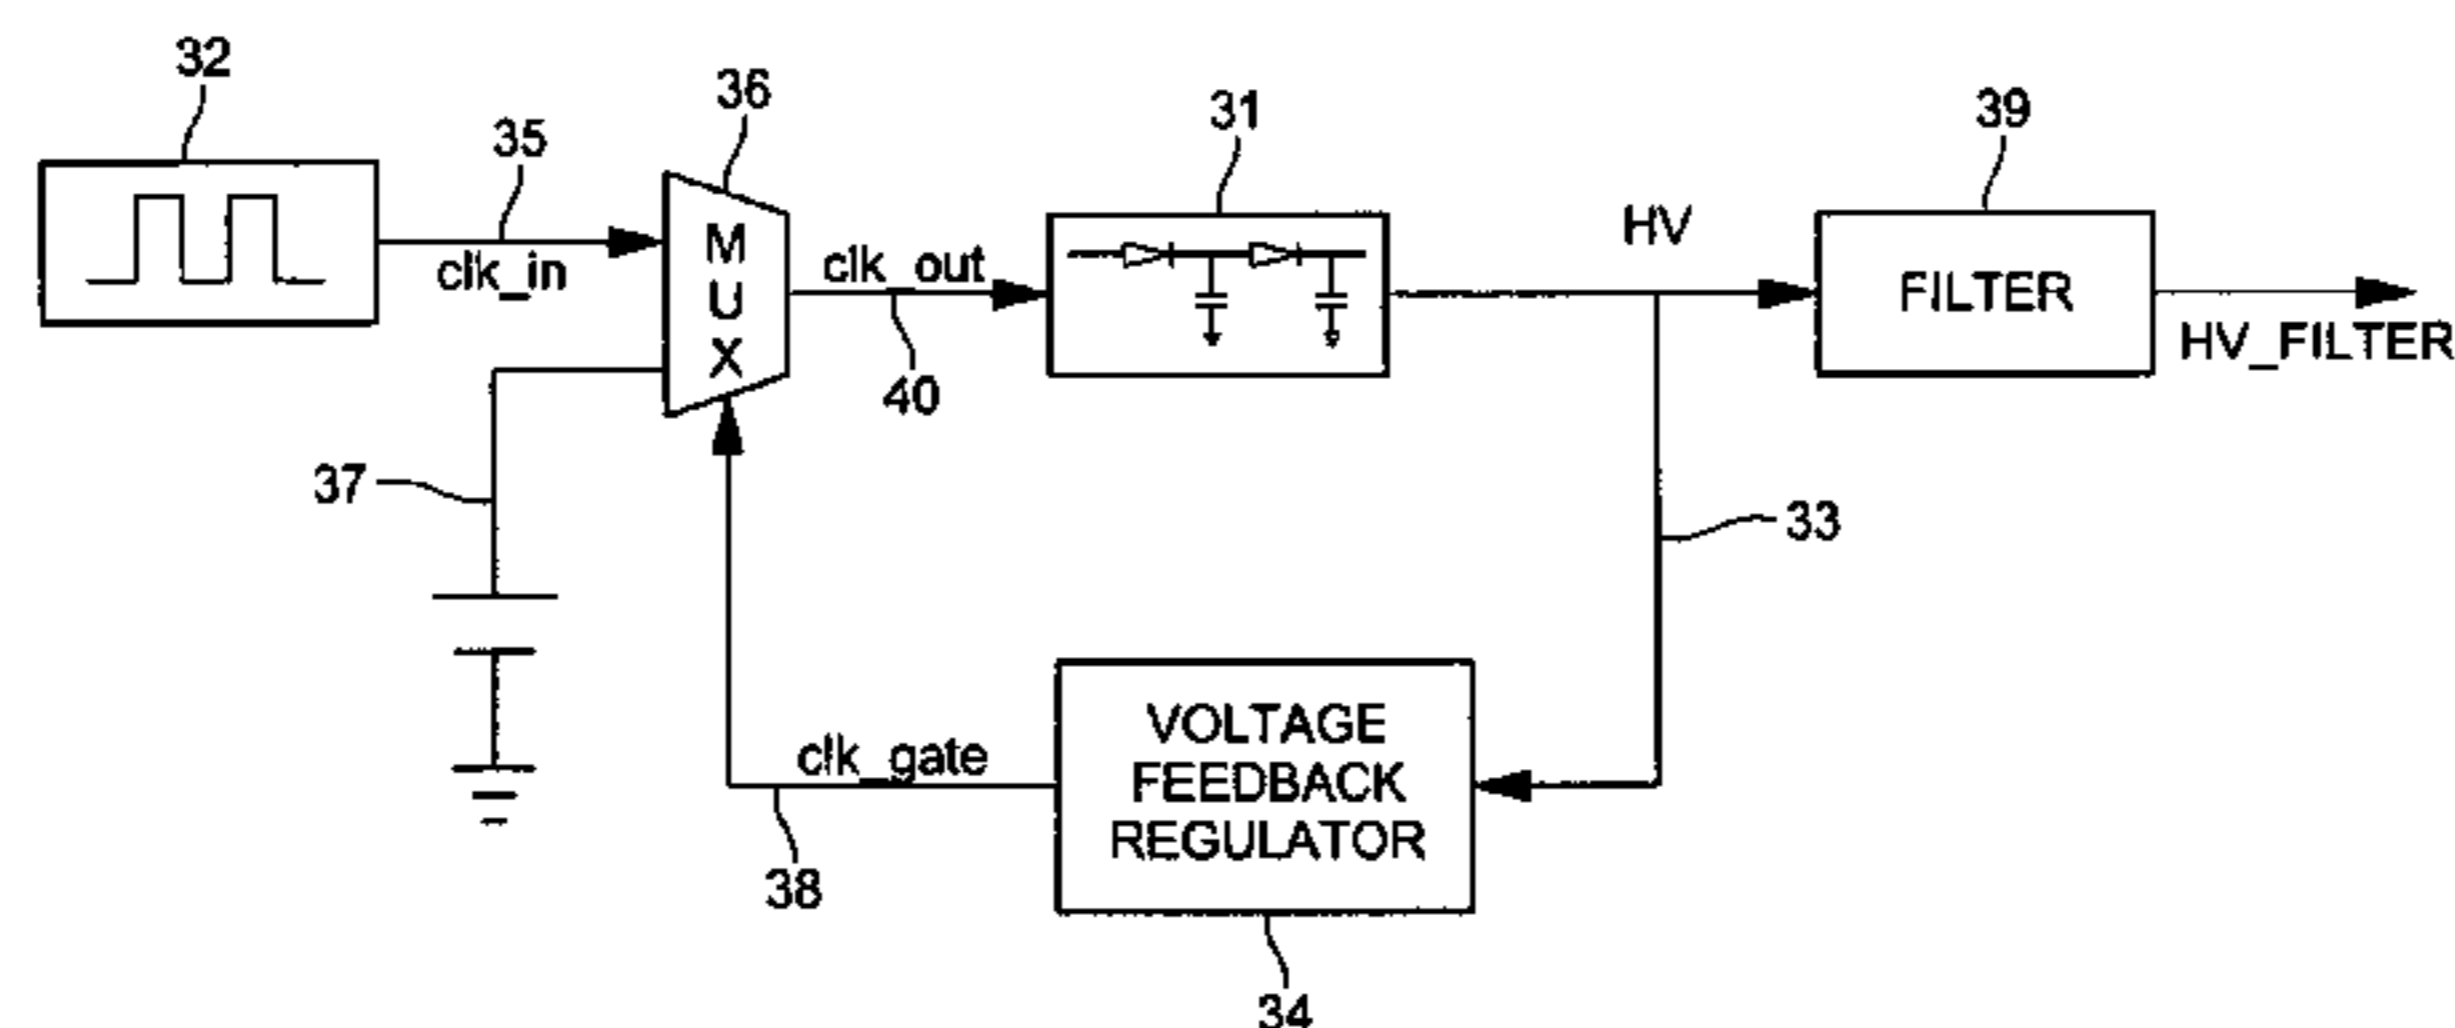 32
35
clk_in
36
M
U
X
clk_out
40
31
HV
39
FILTER
HV_FILTER
37
33
clk_gate
38
VOLTAGE
FEEDBACK
REGULATOR
34